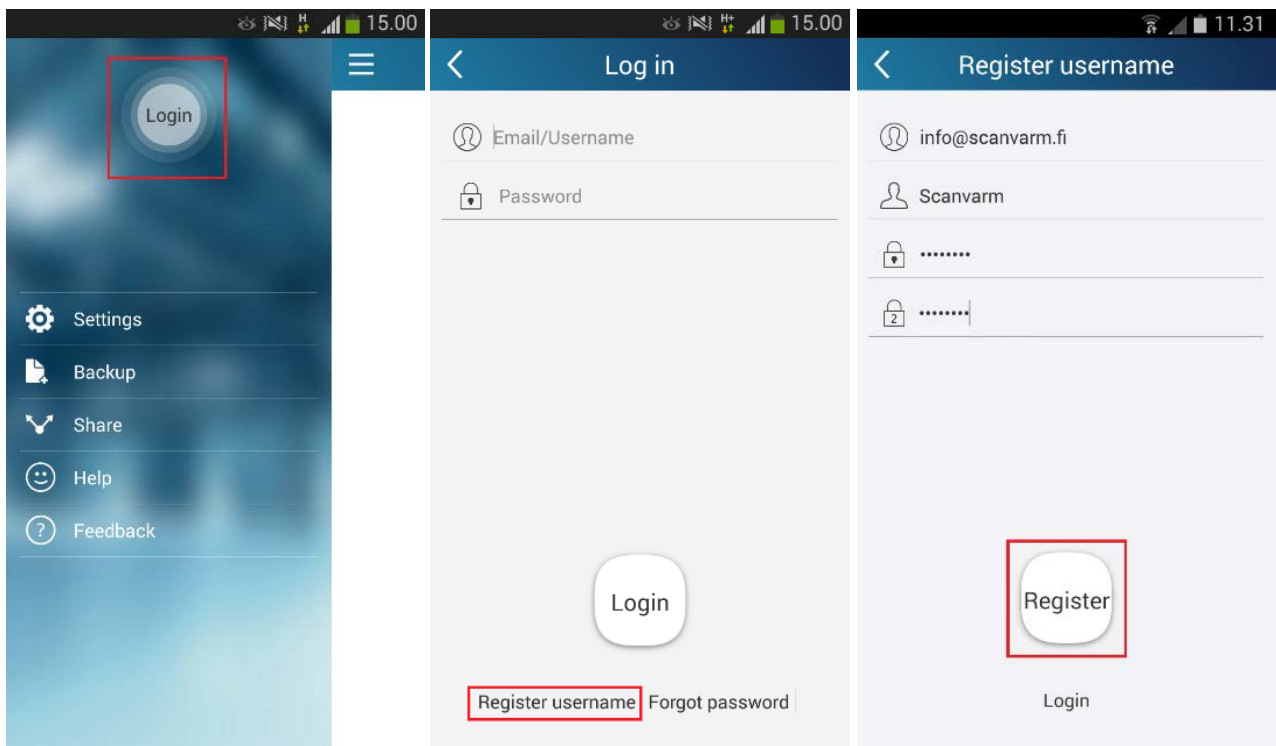 H 15.00
Login
Settings
Backup
Share
Help
Feedback
H+ 15.00
Log in
Email/Username
Password
Login
Register username Forgot password
11.31
Register username
info@scanvarm.fi
Scanvarm
••••••••
2 ••••••••
Register
Login